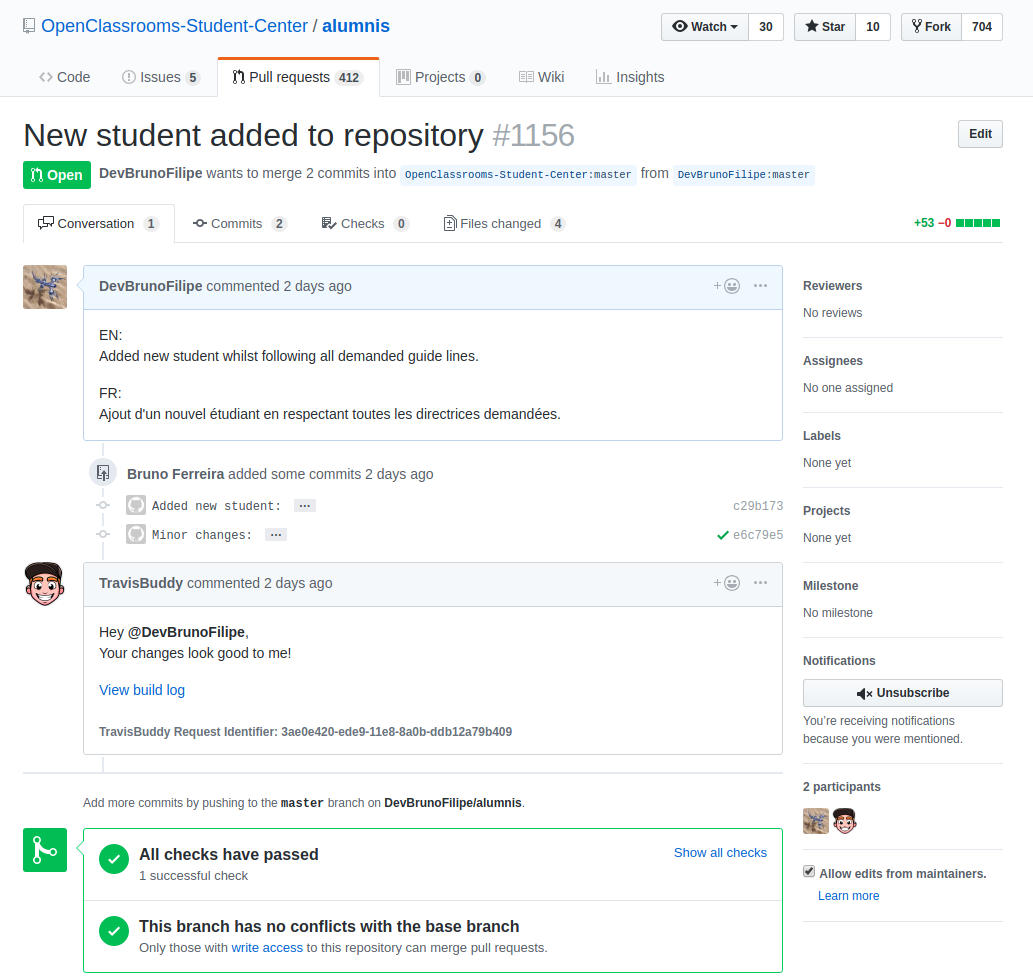 OpenClassrooms-Student-Center / alumnis
Watch 30 Star 10 Fork 704
Code Issues 5 Pull requests 412 Projects 0 Wiki Insights
New student added to repository #1156
Edit
Open DevBrunoFilipe wants to merge 2 commits into OpenClassrooms-Student-Center:master from DevBrunoFilipe:master
Conversation 1 Commits 2 Checks 0 Files changed 4
+53 −0
DevBrunoFilipe commented 2 days ago
EN:
Added new student whilst following all demanded guide lines.
FR:
Ajout d'un nouvel étudiant en respectant toutes les directrices demandées.
Bruno Ferreira added some commits 2 days ago
Added new student: … c29b173
Minor changes: … e6c79e5
TravisBuddy commented 2 days ago
Hey @DevBrunoFilipe,
Your changes look good to me!
View build log
TravisBuddy Request Identifier: 3ae0e420-ede9-11e8-8a0b-ddb12a79b409
Add more commits by pushing to the master branch on DevBrunoFilipe/alumnis.
All checks have passed
Show all checks
1 successful check
This branch has no conflicts with the base branch
Only those with write access to this repository can merge pull requests.
Reviewers
No reviews
Assignees
No one assigned
Labels
None yet
Projects
None yet
Milestone
No milestone
Notifications
Unsubscribe
You're receiving notifications
because you were mentioned.
2 participants
Allow edits from maintainers.
Learn more